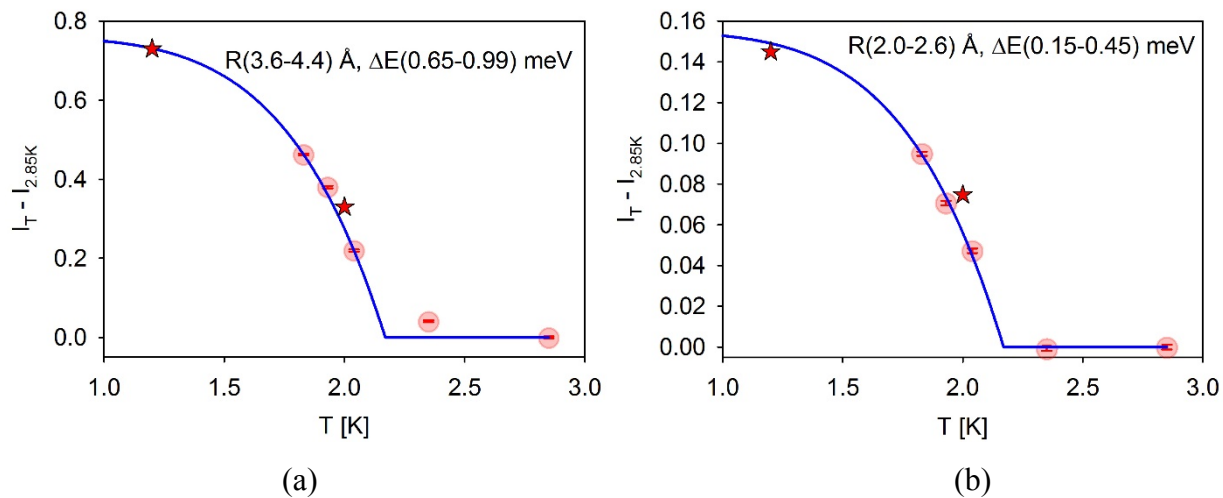 0.8
0.6
0.4
0.2
0.0
I_T - I_2.85K
R(3.6-4.4) Å, ΔE(0.65-0.99) meV
1.0 1.5 2.0 2.5 3.0
T [K]
(a)
0.16
0.14
0.12
0.10
0.08
0.06
0.04
0.02
0.00
I_T - I_2.85K
R(2.0-2.6) Å, ΔE(0.15-0.45) meV
1.0 1.5 2.0 2.5 3.0
T [K]
(b)